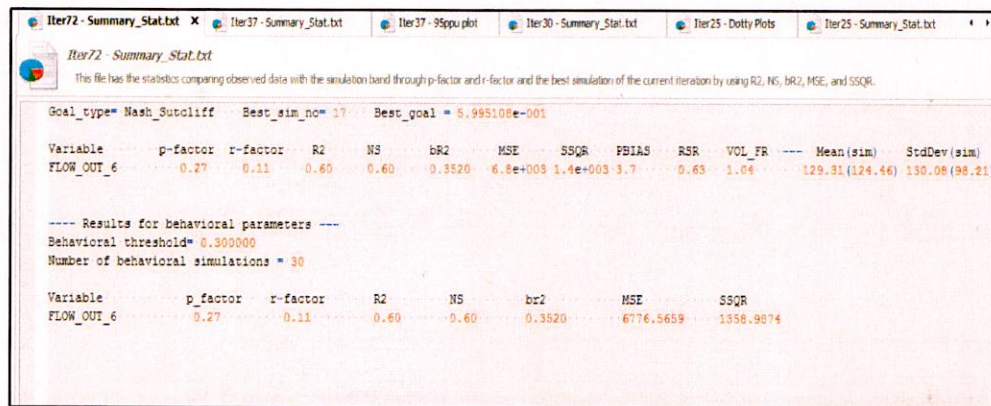 Iter72 - Summary_Stat.txt X Iter37 - Summary_Stat.txt Iter37 - 95ppu plot Iter30 - Summary_Stat.txt Iter25 - Dotty Plots Iter25 - Summary_Stat.txt
Iter72 - Summary_Stat.txt
This file has the statistics comparing observed data with the simulation band through p-factor and r-factor and the best simulation of the current iteration by using R2, NS, bR2, MSE, and SSQR.
Goal_type= Nash_Sutcliff Best_sim_no= 17 Best_goal = 5.995108e-001
Variable p-factor r-factor R2 NS bR2 MSE SSQR PBIAS RSR VOL_FR --- Mean(sim) StdDev(sim)
FLOW_OUT_6 0.27 0.11 0.60 0.60 0.3520 6.8e+003 1.4e+003 3.7 0.63 1.04 129.31(124.46) 130.08(98.21)
---- Results for behavioral parameters ---
Behavioral threshold= 0.300000
Number of behavioral simulations = 30
Variable p_factor r-factor R2 NS br2 MSE SSQR
FLOW_OUT_6 0.27 0.11 0.60 0.60 0.3520 6776.5659 1358.9874